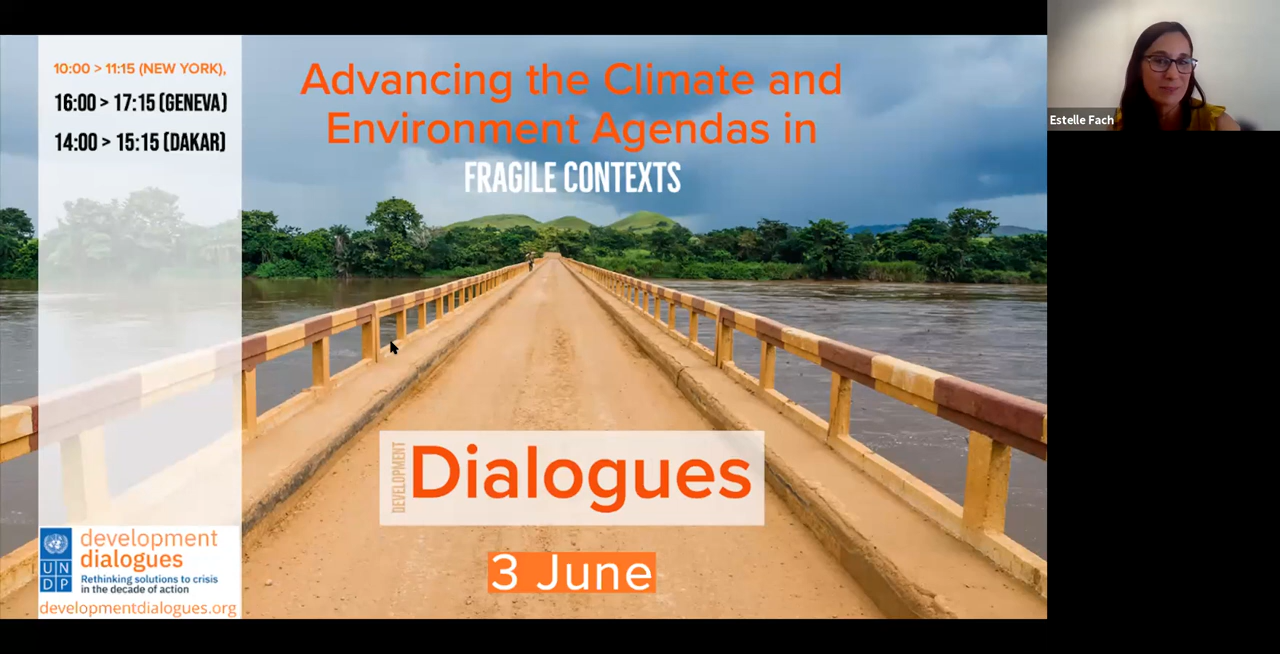 10:00 > 11:15 (NEW YORK),
16:00 > 17:15 (GENEVA)
14:00 > 15:15 (DAKAR)
Advancing the Climate and
Environment Agendas in
FRAGILE CONTEXTS
Estelle Fach
DEVELOPMENT
Dialogues
3 June
UN
DP
development
dialogues
Rethinking solutions to crisis
in the decade of action
developmentdialogues.org